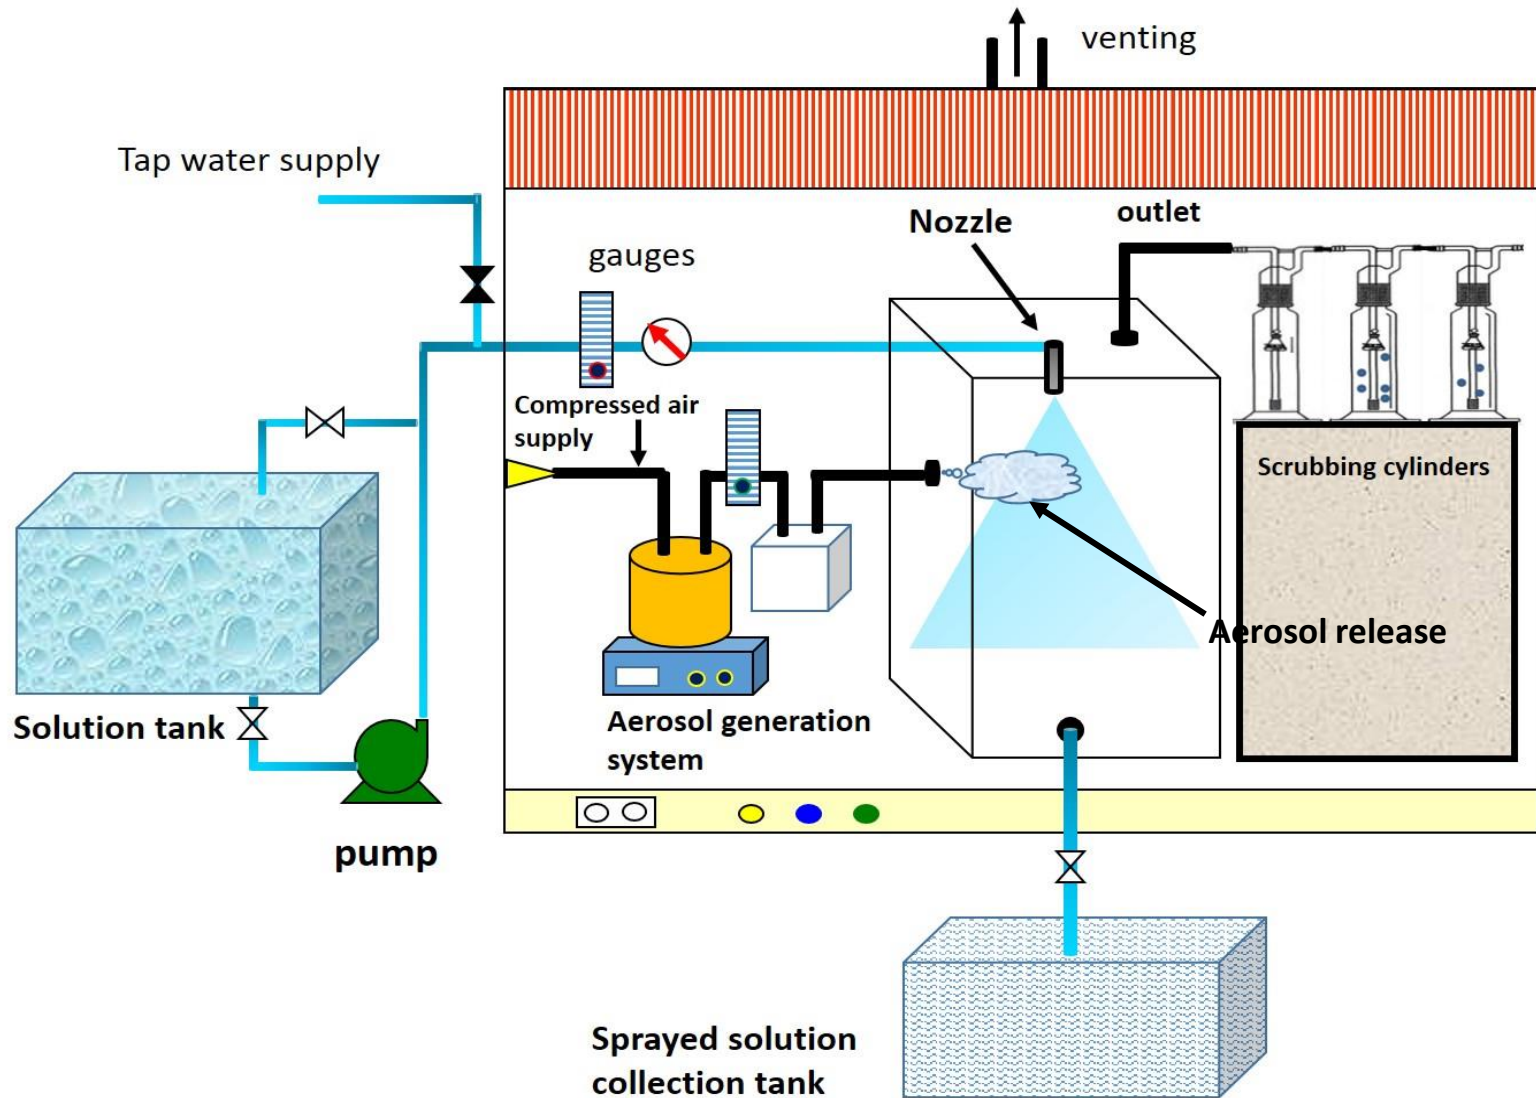 venting
Tap water supply
outlet
Nozzle
gauges
Compressed air
supply
Scrubbing cylinders
Aerosol release
Solution tank
Aerosol generation
system
pump
Sprayed solution
collection tank